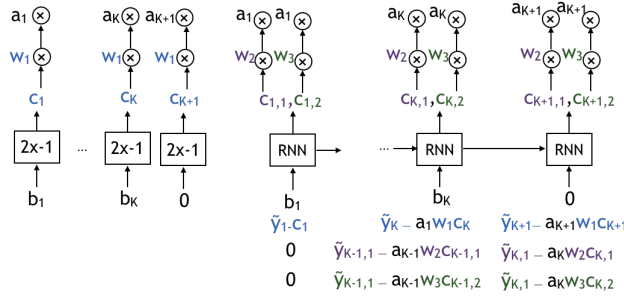 a₁ ⊗ aK ⊗ aK+1 ⊗ a₁ ⊗ a₁ ⊗ aK ⊗ aK ⊗ aK+1 ⊗ aK+1 ⊗
w₁ ⊗ w₁ ⊗ w₁ ⊗ w₂ ⊗ w₃ ⊗ w₂ ⊗ w₃ ⊗ w₂ ⊗ w₃ ⊗
c₁ cK cK+1 c₁,₁,c₁,₂ cK,1,cK,2 cK+1,1,cK+1,2
2x-1 ... 2x-1 2x-1 RNN ... RNN RNN
b₁ bK 0 b₁ bK 0
ỹ₁-c₁ ỹK – a₁w₁cK ỹK+1– aK+1w₁cK+1
0 ỹK-1,1 – aK-1w₂cK-1,1 ỹK,1 – aKw₂cK,1
0 ỹK-1,1 – aK-1w₃cK-1,2 ỹK,1 – aKw₃cK,2